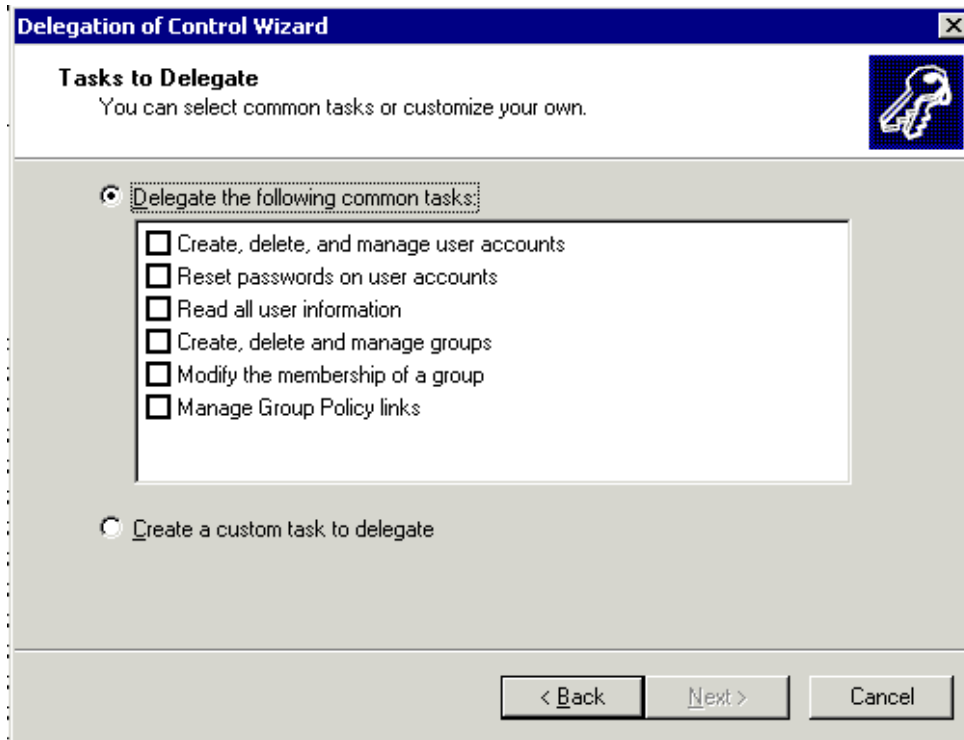 Delegation of Control Wizard
Tasks to Delegate
You can select common tasks or customize your own.
Delegate the following common tasks:
Create, delete, and manage user accounts
Reset passwords on user accounts
Read all user information
Create, delete and manage groups
Modify the membership of a group
Manage Group Policy links
Create a custom task to delegate
< Back Next > Cancel